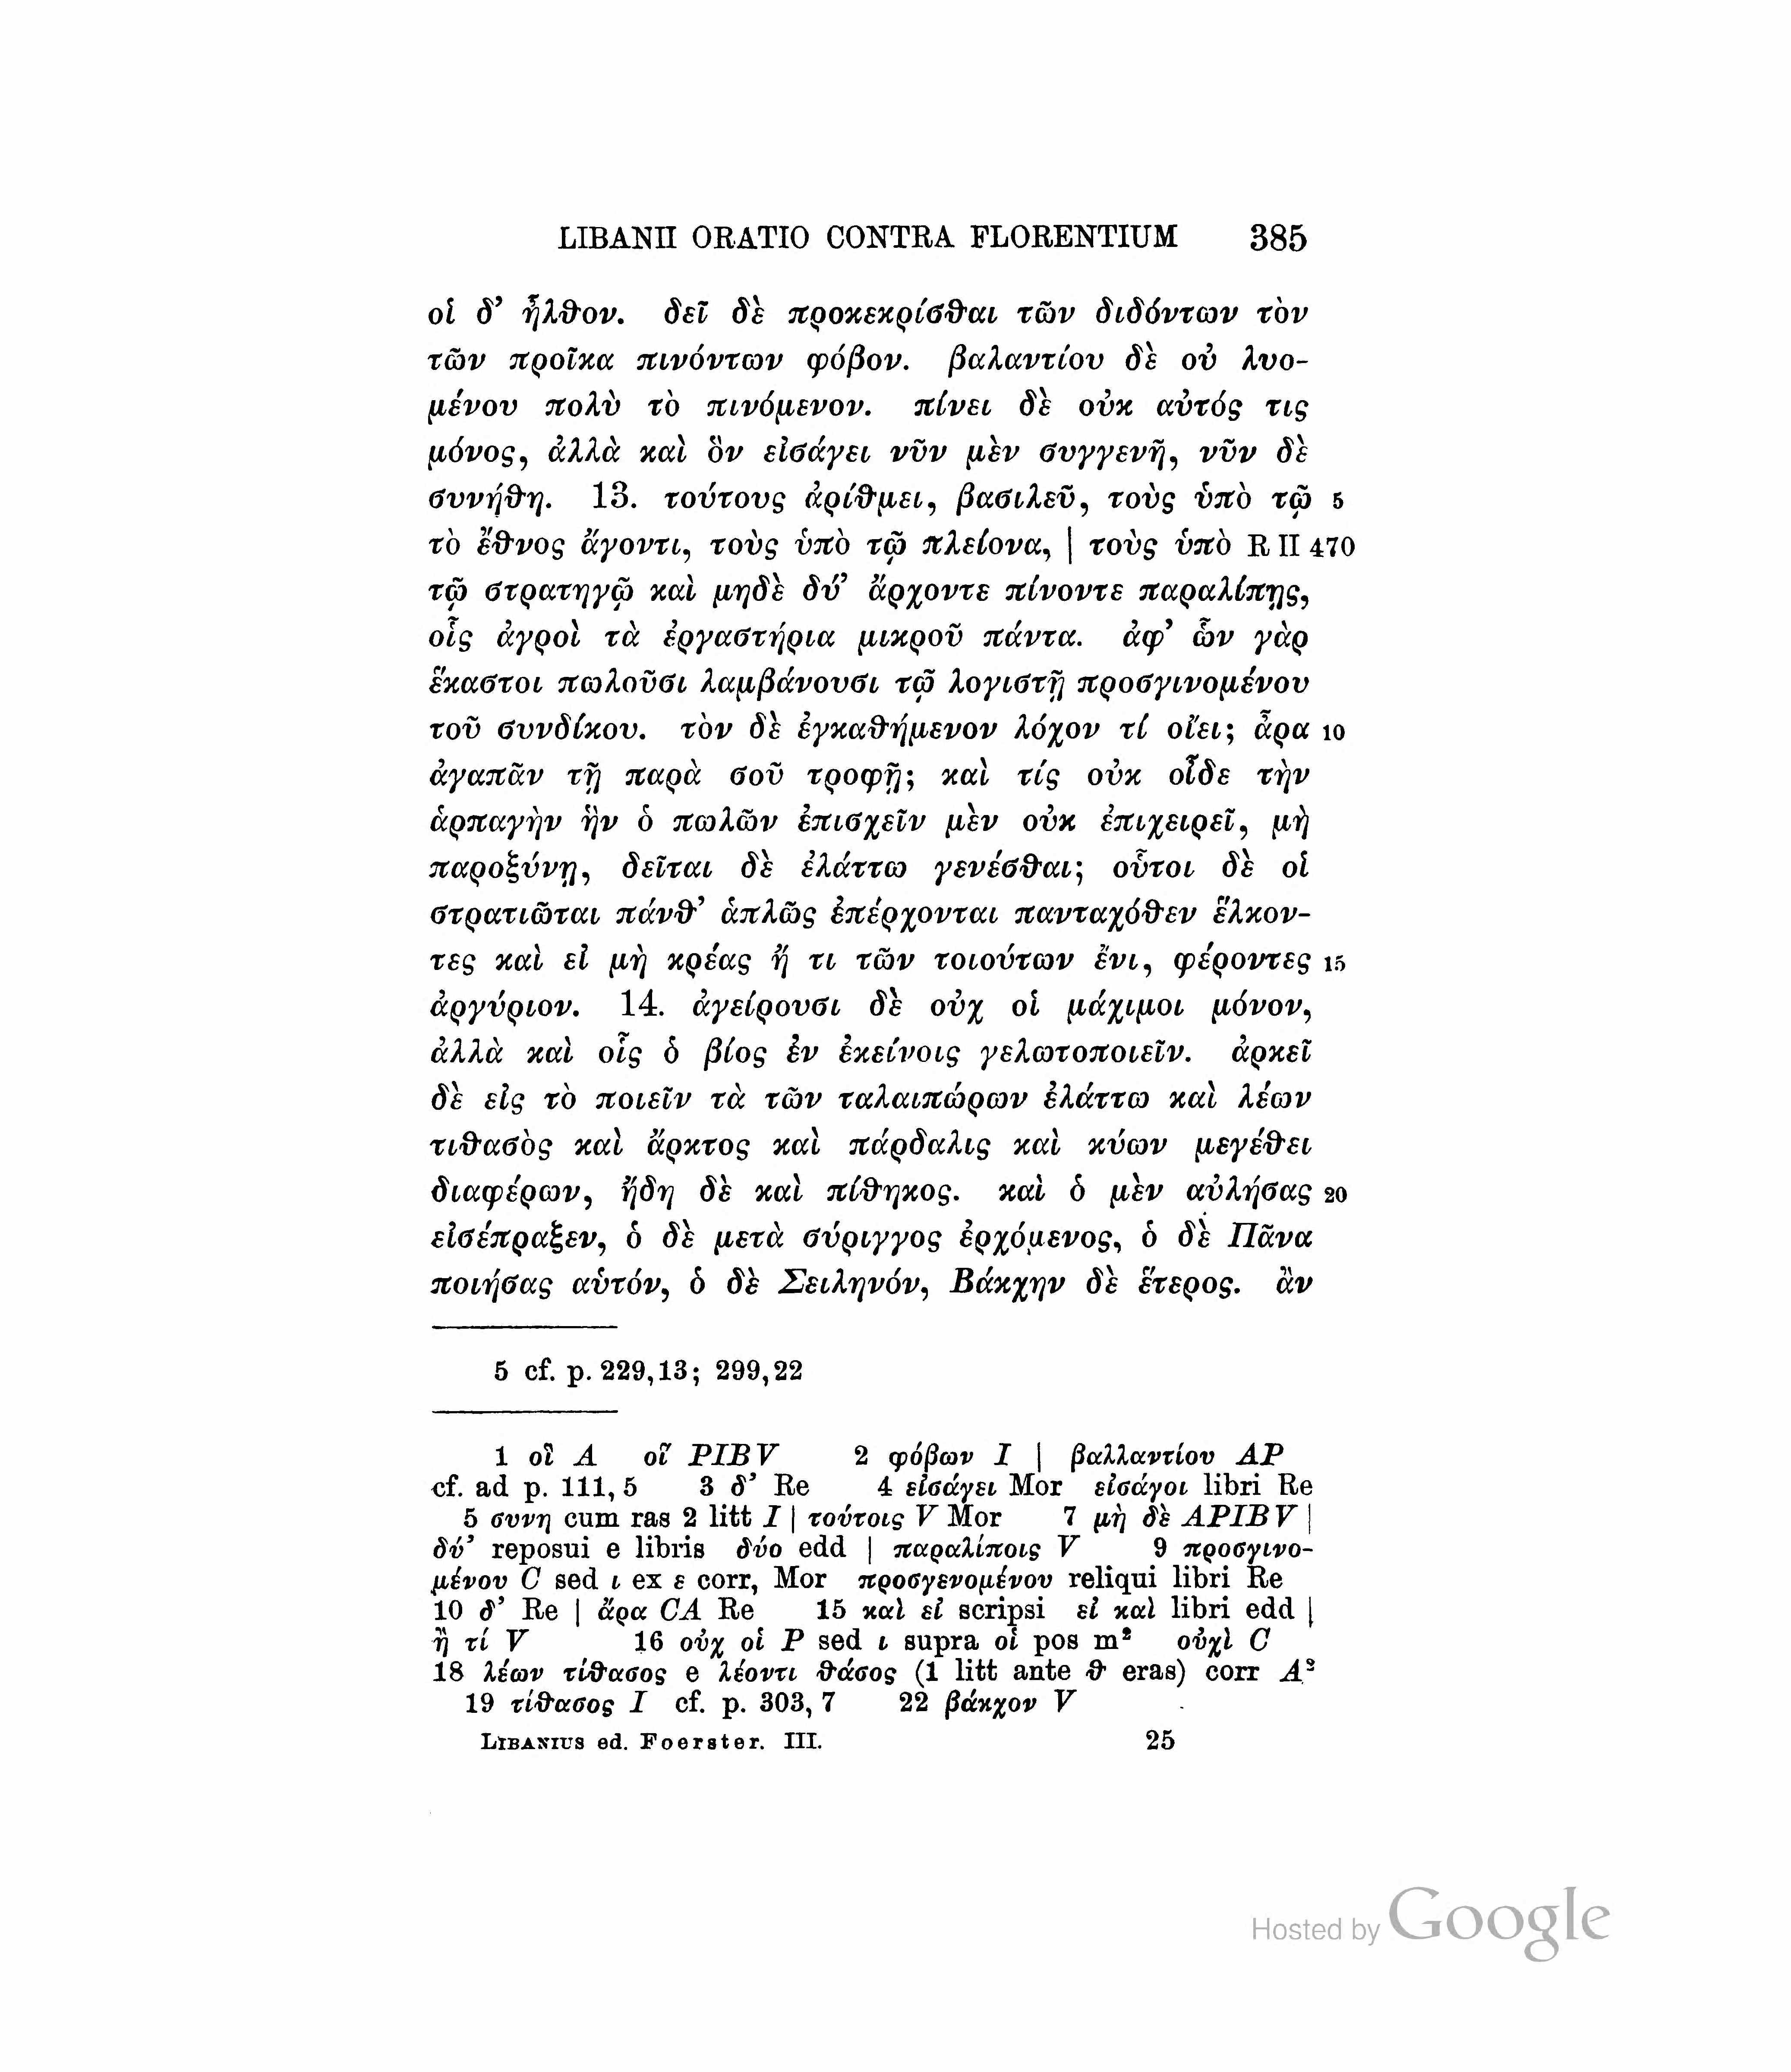 LIBANII ORATIO CONTRA FLORENTIUM 385
οἱ δ’ ἦλθον. δεῖ δὲ προκεκρίσθαι τῶν διδόντων τὸν
τῶν προῖκα πινόντων φόβον. βαλαντίου δὲ οὐ λυο-
μένου πολὺ τὸ πινόμενον. πίνει δὲ οὐκ αὐτός τις
μόνος, ἀλλὰ καὶ ὃν εἰσάγει νῦν μὲν συγγενῆ, νῦν δὲ
συνήθη. 13. τούτους ἀρίθμει, βασιλεῦ, τοὺς ὑπὸ τῷ 5
τὸ ἔθνος ἄγοντι, τοὺς ὑπὸ τῷ πλείονα, | τοὺς ὑπὸ R II 470
τῷ στρατηγῷ καὶ μηδὲ δύ’ ἄρχοντε πίνοντε παραλίπῃς,
οἷς ἀγροὶ τὰ ἐργαστήρια μικροῦ πάντα. ἀφ’ ὧν γὰρ
ἕκαστοι πωλοῦσι λαμβάνουσι τῷ λογιστῇ προσγινομένου
τοῦ συνδίκου. τὸν δὲ ἐγκαθήμενον λόχον τί οἴει; ἆρα 10
ἀγαπᾶν τῇ παρὰ σοῦ τροφῇ; καὶ τίς οὐκ οἶδε τὴν
ἁρπαγὴν ἣν ὁ πωλῶν ἐπισχεῖν μὲν οὐκ ἐπιχειρεῖ, μὴ
παροξύνῃ, δεῖται δὲ ἐλάττω γενέσθαι; οὗτοι δὲ οἱ
στρατιῶται πάνθ’ ἁπλῶς ἐπέρχονται πανταχόθεν ἕλκον-
τες καὶ εἰ μὴ κρέας ἤ τι τῶν τοιούτων ἔνι, φέροντες 15
ἀργύριον. 14. ἀγείρουσι δὲ οὐχ οἱ μάχιμοι μόνον,
ἀλλὰ καὶ οἷς ὁ βίος ἐν ἐκείνοις γελωτοποιεῖν. ἀρκεῖ
δὲ εἰς τὸ ποιεῖν τὰ τῶν ταλαιπώρων ἐλάττω καὶ λέων
τιθασὸς καὶ ἄρκτος καὶ πάρδαλις καὶ κύων μεγέθει
διαφέρων, ἤδη δὲ καὶ πίθηκος. καὶ ὁ μὲν αὐλήσας 20
εἰσέπραξεν, ὁ δὲ μετὰ σύριγγος ἐρχόμενος, ὁ δὲ Πᾶνα
ποιήσας αὑτόν, ὁ δὲ Σειληνόν, Βάκχην δὲ ἕτερος. ἂν
5 cf. p. 229,13; 299,22
1 οἳ A οἵ PIBV 2 φόβων I | βαλλαντίου AP
cf. ad p. 111, 5 3 δ’ Re 4 εἰσάγει Mor εἰσάγοι libri Re
5 συνη cum ras 2 litt I | τούτοις V Mor 7 μὴ δὲ APIBV |
δύ’ reposui e libris δύο edd | παραλίποις V 9 προσγινο-
μένου C sed ι ex ε corr, Mor προσγενομένου reliqui libri Re
10 δ’ Re | ἄρα CA Re 15 καὶ εἰ scripsi εἰ καὶ libri edd |
ἢ τί V 16 οὐχ οἱ P sed ι supra οἱ pos m² οὐχὶ C
18 λέων τίθασος e λέοντι θάσος (1 litt ante θ eras) corr A²
19 τίθασος I cf. p. 303, 7 22 βάκχον V
LIBANIUS ed. Foerster. III. 25
Hosted by Google